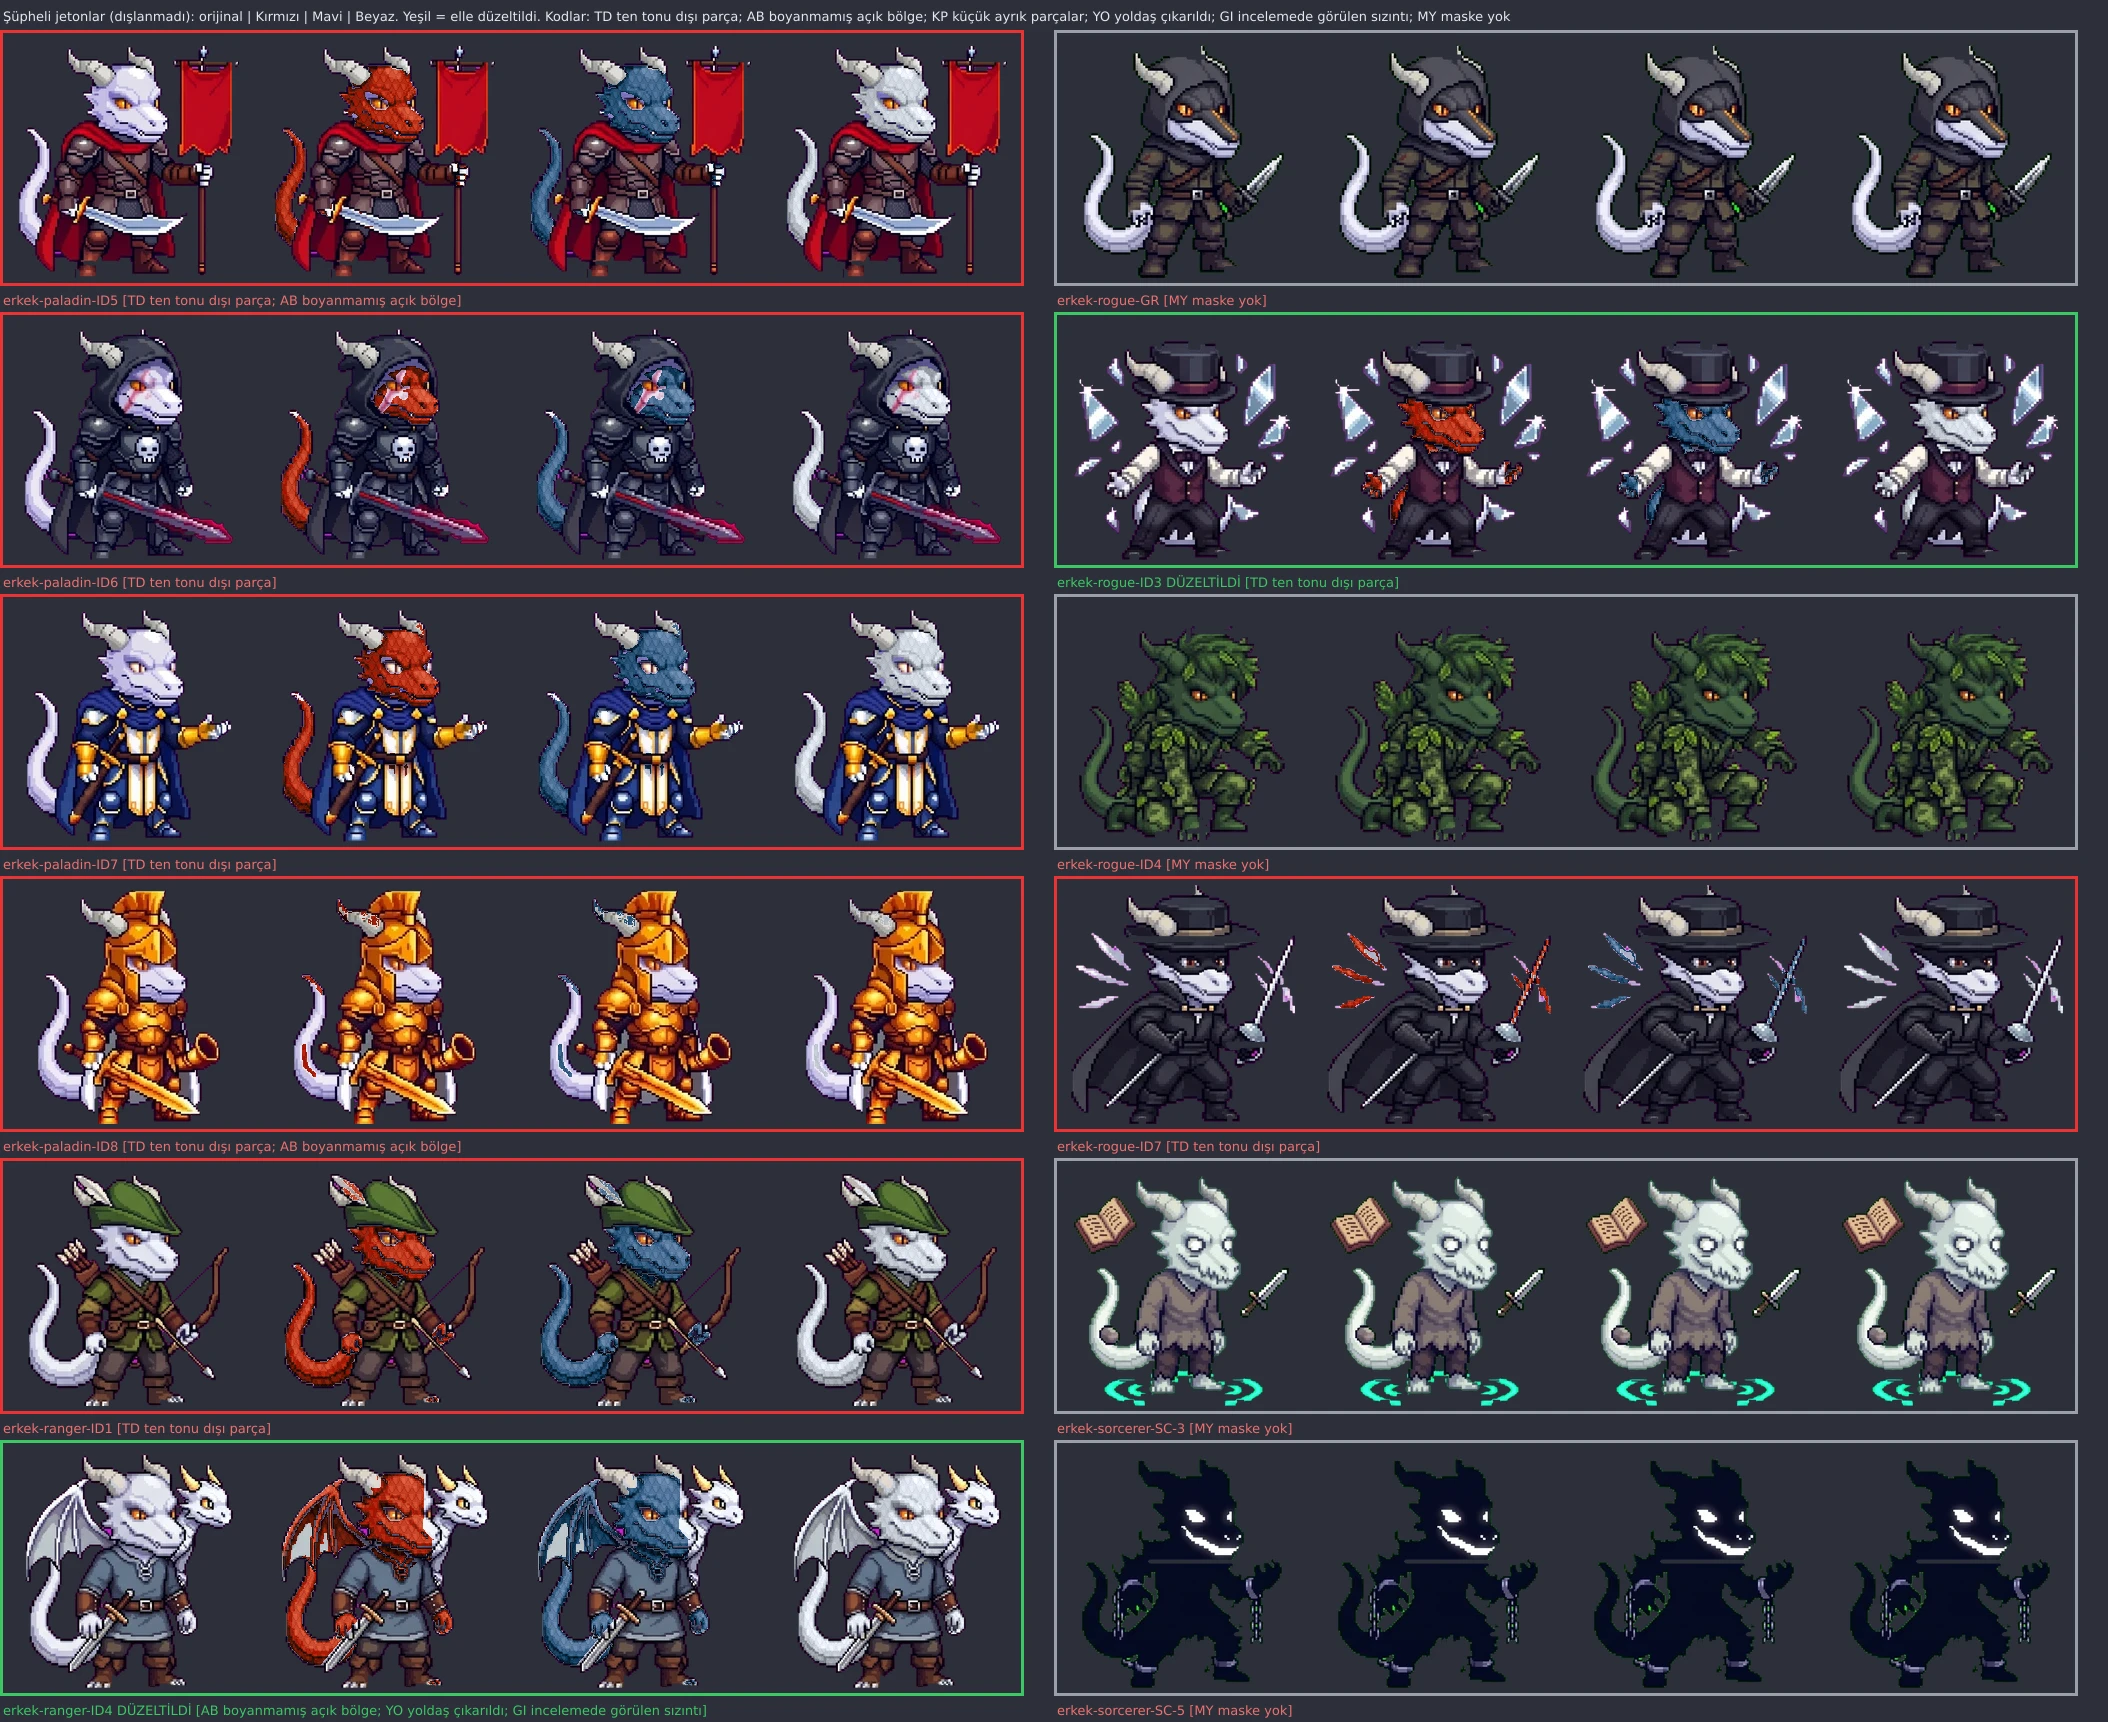 Şüpheli jetonlar (dışlanmadı): orijinal | Kırmızı | Mavi | Beyaz. Yeşil = elle düzeltildi. Kodlar: TD ten tonu dışı parça; AB boyanmamış açık bölge; KP küçük ayrık parçalar; YO yoldaş çıkarıldı; GI incelemede görülen sızıntı; MY maske yok
erkek-paladin-ID5 [TD ten tonu dışı parça; AB boyanmamış açık bölge]
erkek-rogue-GR [MY maske yok]
erkek-paladin-ID6 [TD ten tonu dışı parça]
erkek-rogue-ID3 DÜZELTİLDİ [TD ten tonu dışı parça]
erkek-paladin-ID7 [TD ten tonu dışı parça]
erkek-rogue-ID4 [MY maske yok]
erkek-paladin-ID8 [TD ten tonu dışı parça; AB boyanmamış açık bölge]
erkek-rogue-ID7 [TD ten tonu dışı parça]
erkek-ranger-ID1 [TD ten tonu dışı parça]
erkek-sorcerer-SC-3 [MY maske yok]
erkek-ranger-ID4 DÜZELTİLDİ [AB boyanmamış açık bölge; YO yoldaş çıkarıldı; GI incelemede görülen sızıntı]
erkek-sorcerer-SC-5 [MY maske yok]